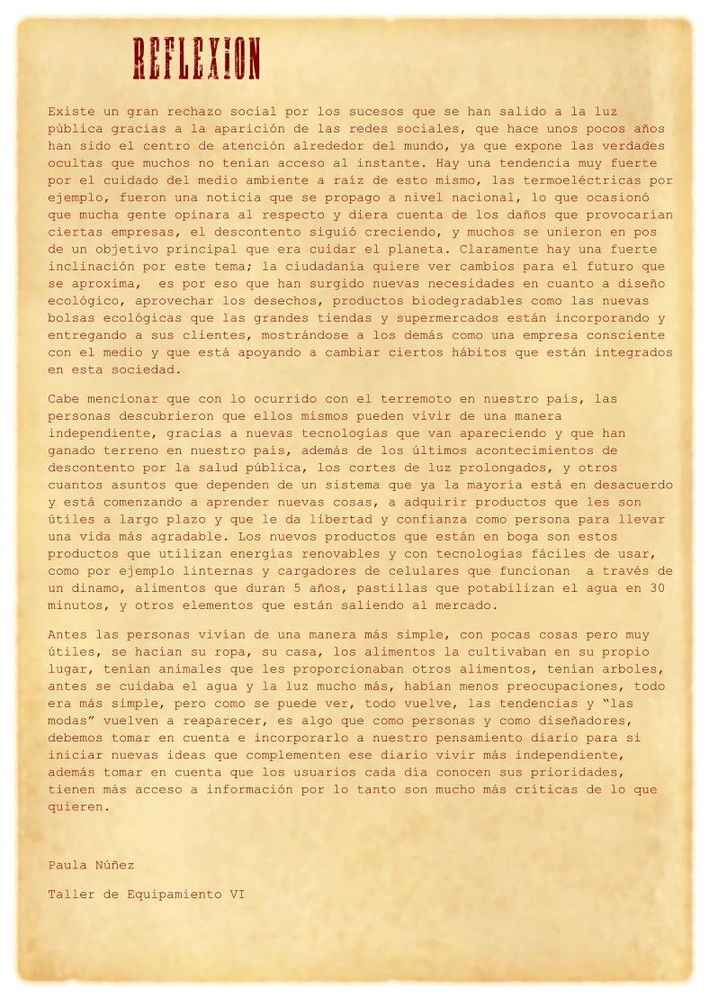 REFLEXION
Existe un gran rechazo social por los sucesos que se han salido a la luz
pública gracias a la aparición de las redes sociales, que hace unos pocos años
han sido el centro de atención alrededor del mundo, ya que expone las verdades
ocultas que muchos no tenían acceso al instante. Hay una tendencia muy fuerte
por el cuidado del medio ambiente a raíz de esto mismo, las termoeléctricas por
ejemplo, fueron una noticia que se propago a nivel nacional, lo que ocasionó
que mucha gente opinara al respecto y diera cuenta de los daños que provocarían
ciertas empresas, el descontento siguió creciendo, y muchos se unieron en pos
de un objetivo principal que era cuidar el planeta. Claramente hay una fuerte
inclinación por este tema; la ciudadanía quiere ver cambios para el futuro que
se aproxima,  es por eso que han surgido nuevas necesidades en cuanto a diseño
ecológico, aprovechar los desechos, productos biodegradables como las nuevas
bolsas ecológicas que las grandes tiendas y supermercados están incorporando y
entregando a sus clientes, mostrándose a los demás como una empresa consciente
con el medio y que está apoyando a cambiar ciertos hábitos que están integrados
en esta sociedad.
Cabe mencionar que con lo ocurrido con el terremoto en nuestro país, las
personas descubrieron que ellos mismos pueden vivir de una manera
independiente, gracias a nuevas tecnologías que van apareciendo y que han
ganado terreno en nuestro país, además de los últimos acontecimientos de
descontento por la salud pública, los cortes de luz prolongados, y otros
cuantos asuntos que dependen de un sistema que ya la mayoría está en desacuerdo
y está comenzando a aprender nuevas cosas, a adquirir productos que les son
útiles a largo plazo y que le da libertad y confianza como persona para llevar
una vida más agradable. Los nuevos productos que están en boga son estos
productos que utilizan energías renovables y con tecnologías fáciles de usar,
como por ejemplo linternas y cargadores de celulares que funcionan  a través de
un dinamo, alimentos que duran 5 años, pastillas que potabilizan el agua en 30
minutos, y otros elementos que están saliendo al mercado.
Antes las personas vivían de una manera más simple, con pocas cosas pero muy
útiles, se hacían su ropa, su casa, los alimentos la cultivaban en su propio
lugar, tenían animales que les proporcionaban otros alimentos, tenían arboles,
antes se cuidaba el agua y la luz mucho más, habían menos preocupaciones, todo
era más simple, pero como se puede ver, todo vuelve, las tendencias y “las
modas” vuelven a reaparecer, es algo que como personas y como diseñadores,
debemos tomar en cuenta e incorporarlo a nuestro pensamiento diario para si
iniciar nuevas ideas que complementen ese diario vivir más independiente,
además tomar en cuenta que los usuarios cada día conocen sus prioridades,
tienen más acceso a información por lo tanto son mucho más críticas de lo que
quieren.
Paula Núñez
Taller de Equipamiento VI